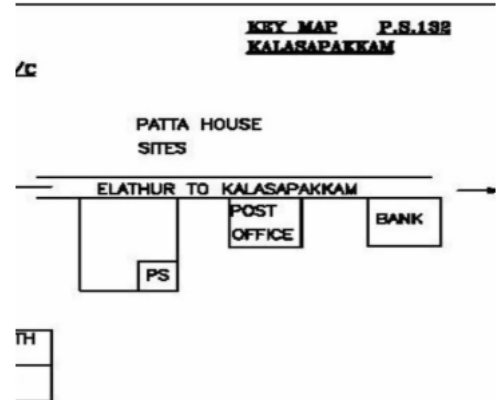 KEY MAP P.S.132
KALASAPAKKAM
/C
PATTA HOUSE
SITES
ELATHUR TO KALASAPAKKAM
POST
OFFICE
BANK
PS
TH